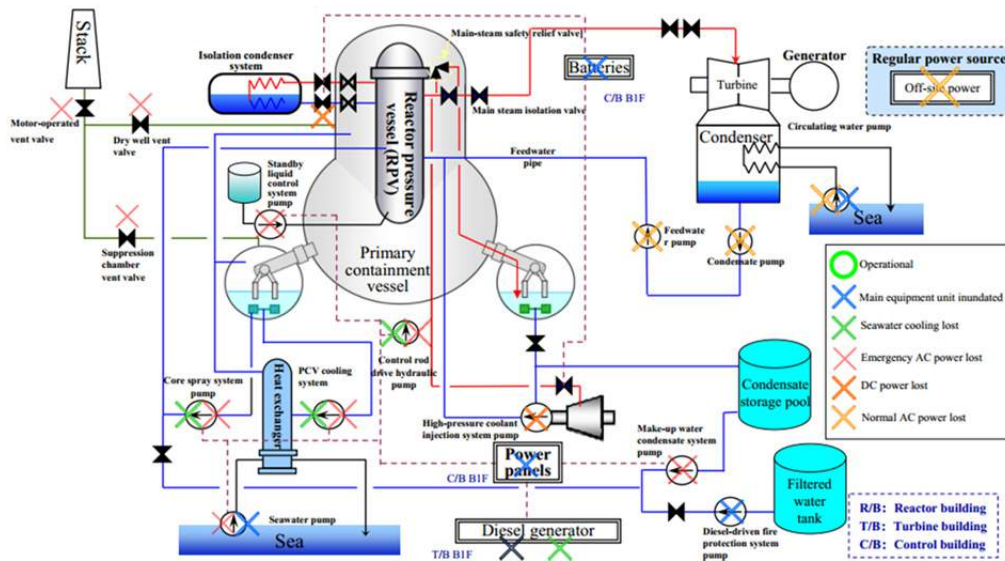 Stack
Isolation condenser
system
Main-steam safety relief valve
Batteries
C/B B1F
Generator
Turbine
Regular power source
Off-site power
Motor-operated
vent valve
Dry well vent
valve
Reactor pressure
vessel (RPV)
Main steam isolation valve
Circulating water pump
Condenser
Feedwater
pipe
Standby
liquid
control
system
pump
Sea
Feedwate
r pump
Condensate pump
Suppression
chamber
vent valve
Primary
containment
vessel
Operational
Main equipment unit inundated
Seawater cooling lost
Emergency AC power lost
DC power lost
Normal AC power lost
Control rod
drive hydraulic
pump
Core spray system
pump
Heat exchanger
PCV cooling
system
High-pressure coolant
injection system pump
Condensate
storage pool
Make-up water
condensate system
pump
Power
panels
C/B B1F
Filtered
water
tank
Seawater pump
Sea
Diesel generator
T/B B1F
Diesel-driven fire
protection system
pump
R/B: Reactor building
T/B: Turbine building
C/B: Control building